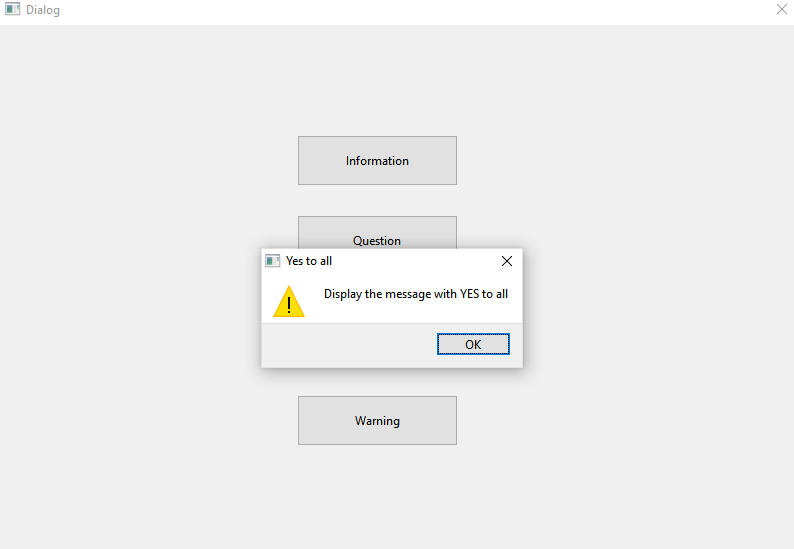 Dialog
Information
Question
Yes to all
Display the message with YES to all
OK
Warning